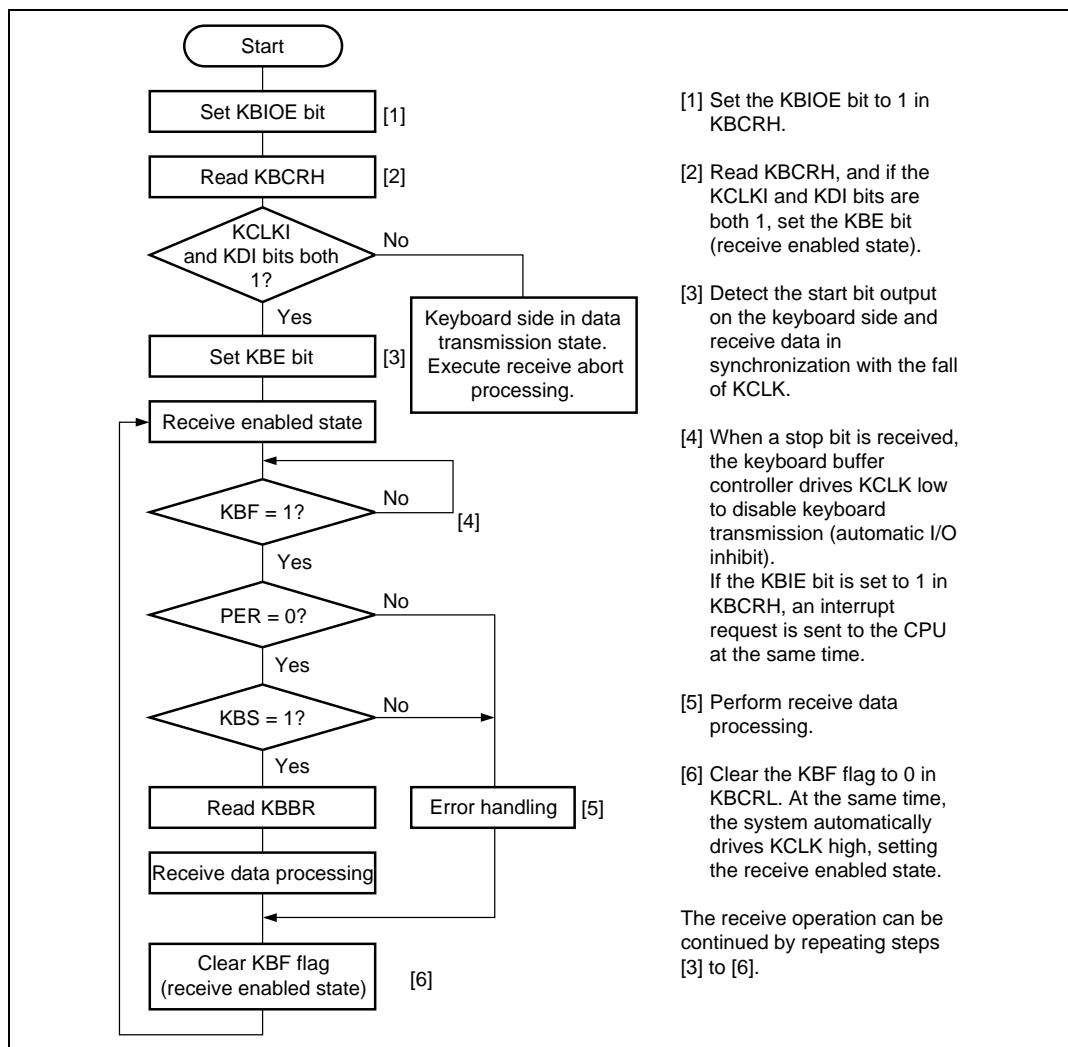 Start
Set KBIOE bit
[1]
Read KBCRH
[2]
KCLKI
and KDI bits both
1?
No
Yes
Keyboard side in data
transmission state.
Execute receive abort
processing.
Set KBE bit
[3]
Receive enabled state
KBF = 1?
No
[4]
Yes
PER = 0?
No
Yes
KBS = 1?
No
Yes
Read KBBR
Error handling
[5]
Receive data processing
Clear KBF flag
(receive enabled state)
[6]
[1] Set the KBIOE bit to 1 in
KBCRH.
[2] Read KBCRH, and if the
KCLKI and KDI bits are
both 1, set the KBE bit
(receive enabled state).
[3] Detect the start bit output
on the keyboard side and
receive data in
synchronization with the fall
of KCLK.
[4] When a stop bit is received,
the keyboard buffer
controller drives KCLK low
to disable keyboard
transmission (automatic I/O
inhibit).
If the KBIE bit is set to 1 in
KBCRH, an interrupt
request is sent to the CPU
at the same time.
[5] Perform receive data
processing.
[6] Clear the KBF flag to 0 in
KBCRL. At the same time,
the system automatically
drives KCLK high, setting
the receive enabled state.
The receive operation can be
continued by repeating steps
[3] to [6].